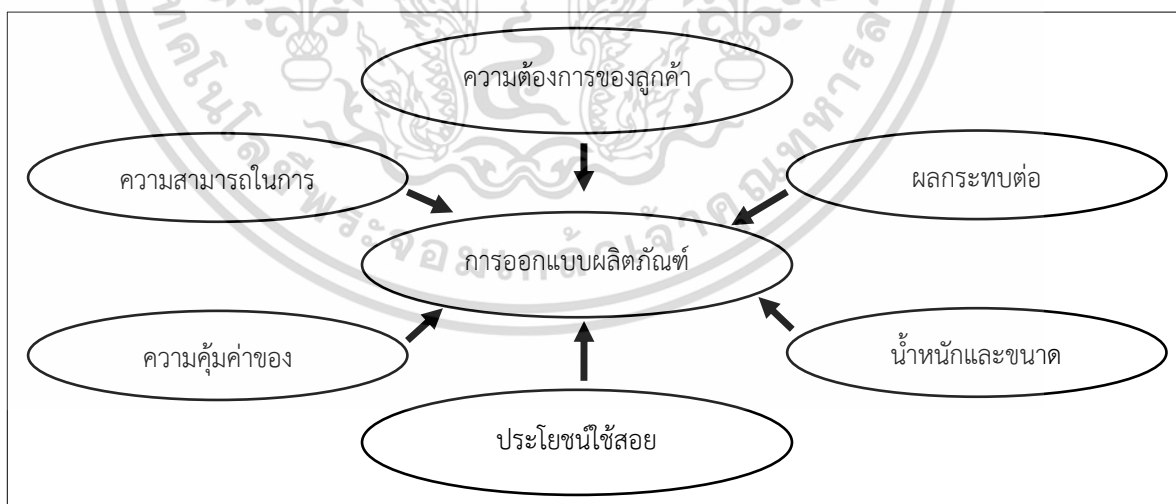 ความต้องการของลูกค้า
ความสามารถในการ
ผลกระทบต่อ
การออกแบบผลิตภัณฑ์
ความคุ้มค่าของ
น้ำหนักและขนาด
ประโยชน์ใช้สอย